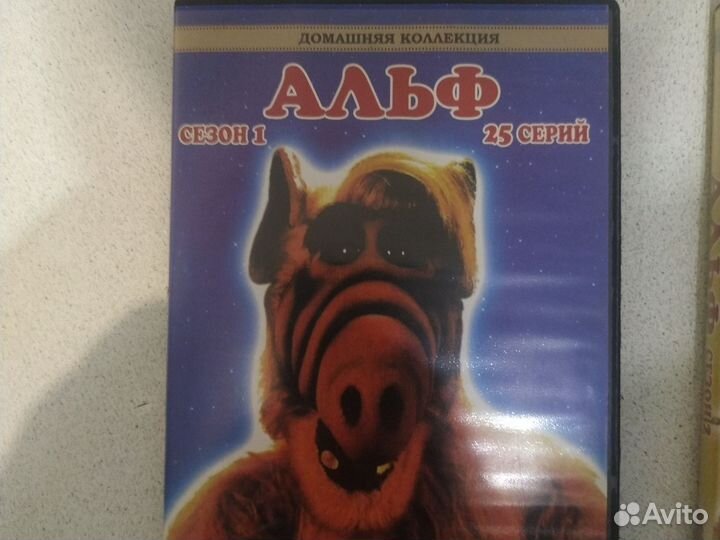 ДОМАШНЯЯ КОЛЛЕКЦИЯ
АЛЬФ
СЕЗОН 1
25 СЕРИЙ
Avito